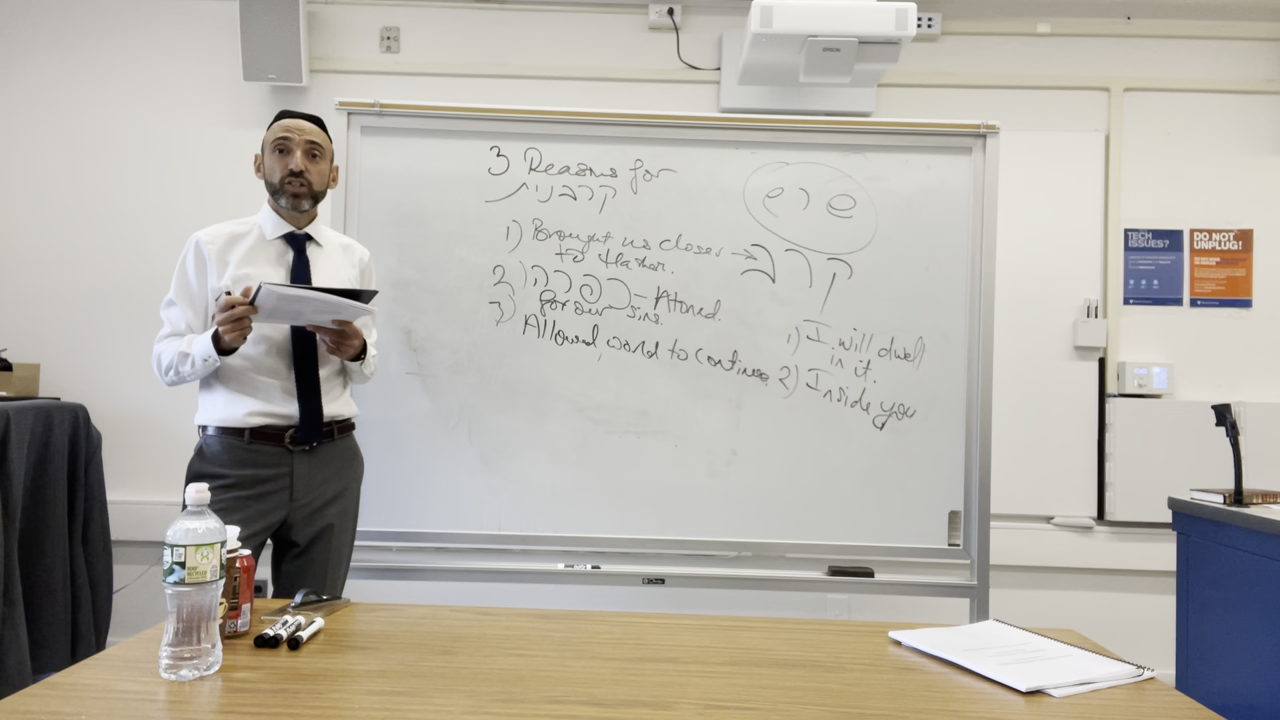 EPSON
3 Reasons for
קרבנות
1) Brought us closer →
to Hashem.
2) כפרה - Atoned
for our sins.
3) Allowed world to continue
שרש
קרב
1) I will dwell
in it.
2) Inside you
TECH
ISSUES?
DO NOT
UNPLUG!